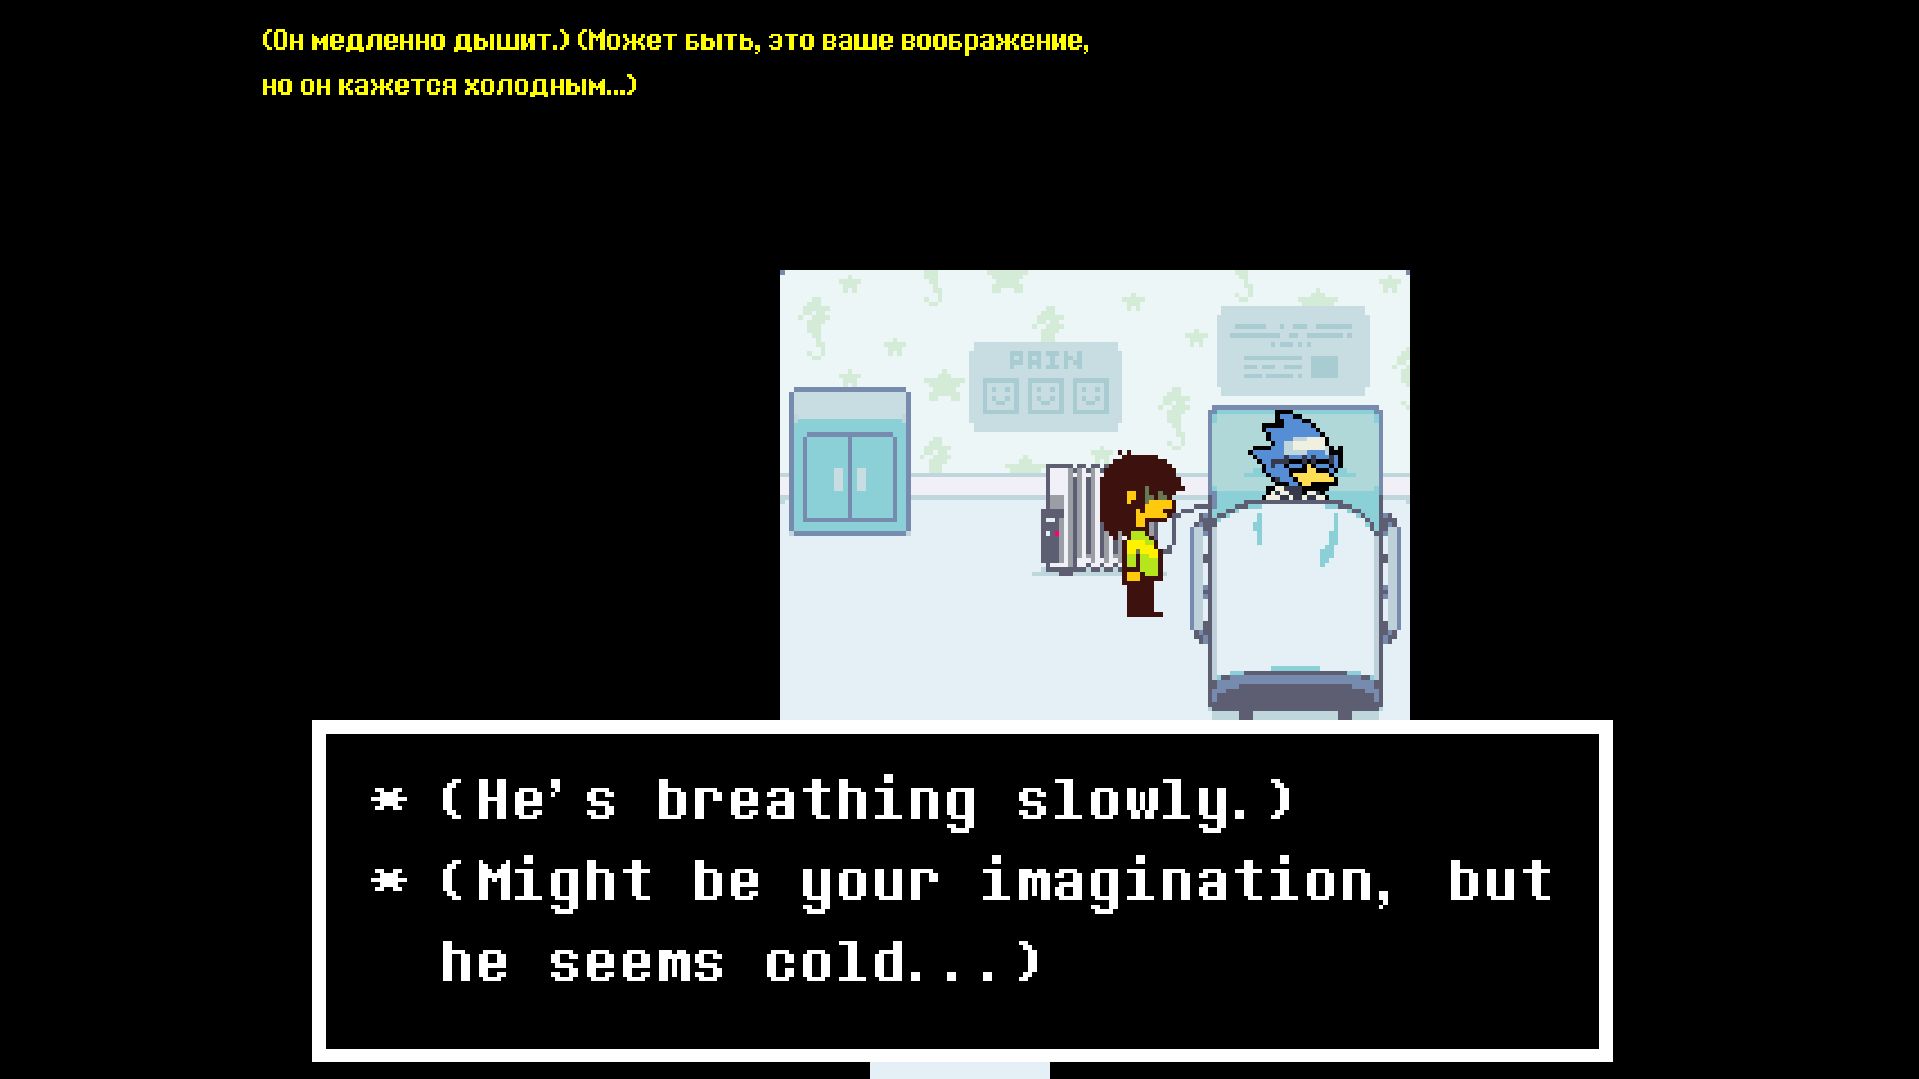 (Он медленно дышит.) (Может быть, это ваше воображение,
но он кажется холодным...)
PAIN
* (He's breathing slowly.)
* (Might be your imagination, but
he seems cold...)